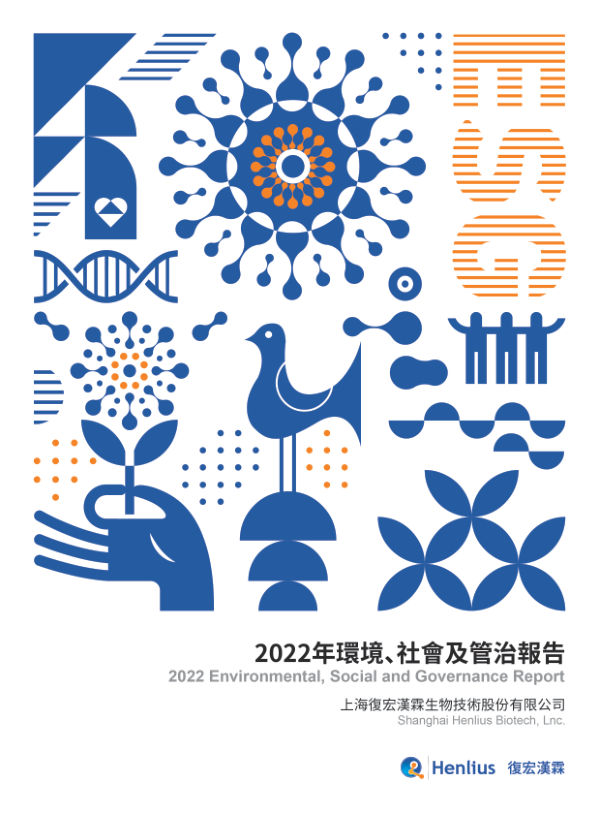 ESG
2022年環境、社會及管治報告
2022 Environmental, Social and Governance Report
上海復宏漢霖生物技術股份有限公司
Shanghai Henlius Biotech, Lnc.
Henlius 復宏漢霖